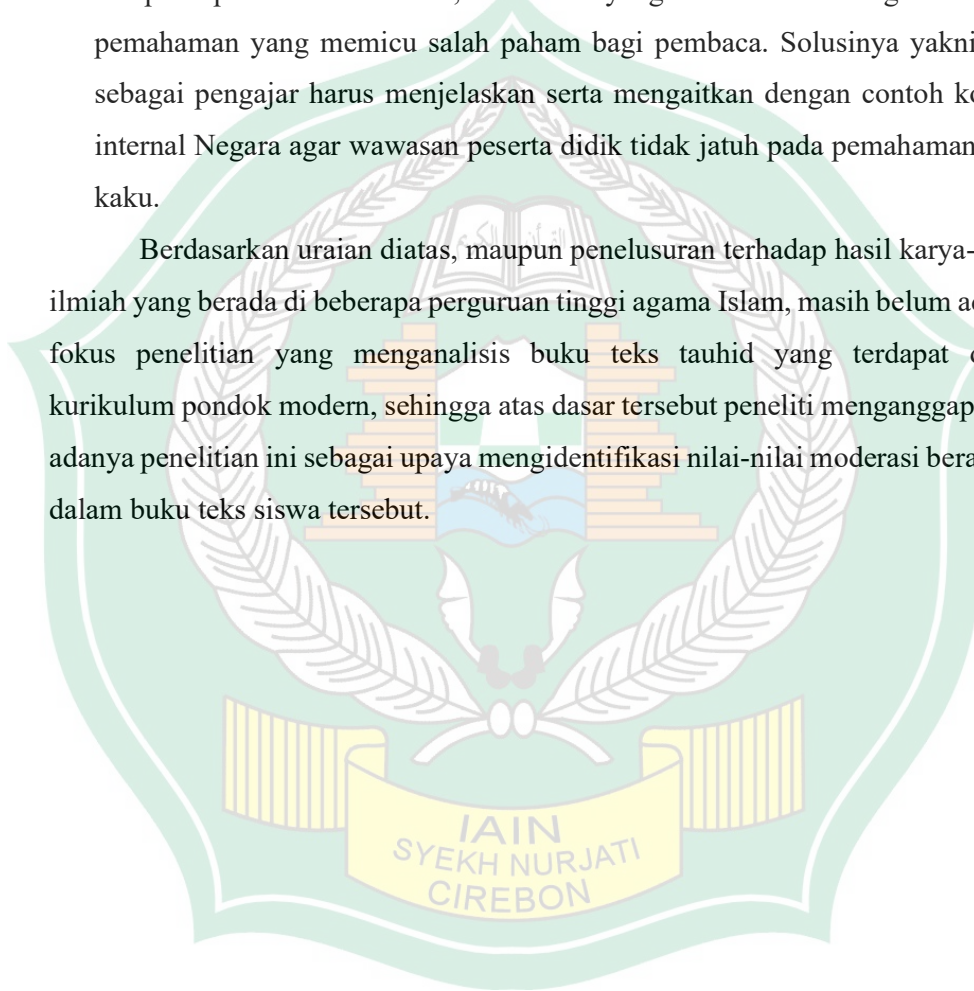 pemahaman yang memicu salah paham bagi pembaca. Solusinya yakni
sebagai pengajar harus menjelaskan serta mengaitkan dengan contoh
internal Negara agar wawasan peserta didik tidak jatuh pada pemahaman
kaku.
Berdasarkan uraian diatas, maupun penelusuran terhadap hasil karya-
ilmiah yang berada di beberapa perguruan tinggi agama Islam, masih belum
fokus penelitian yang menganalisis buku teks tauhid yang terdapat
kurikulum pondok modern, sehingga atas dasar tersebut peneliti menganggap
adanya penelitian ini sebagai upaya mengidentifikasi nilai-nilai moderasi
dalam buku teks siswa tersebut.
IAIN
SYEKH NURJATI
CIREBON